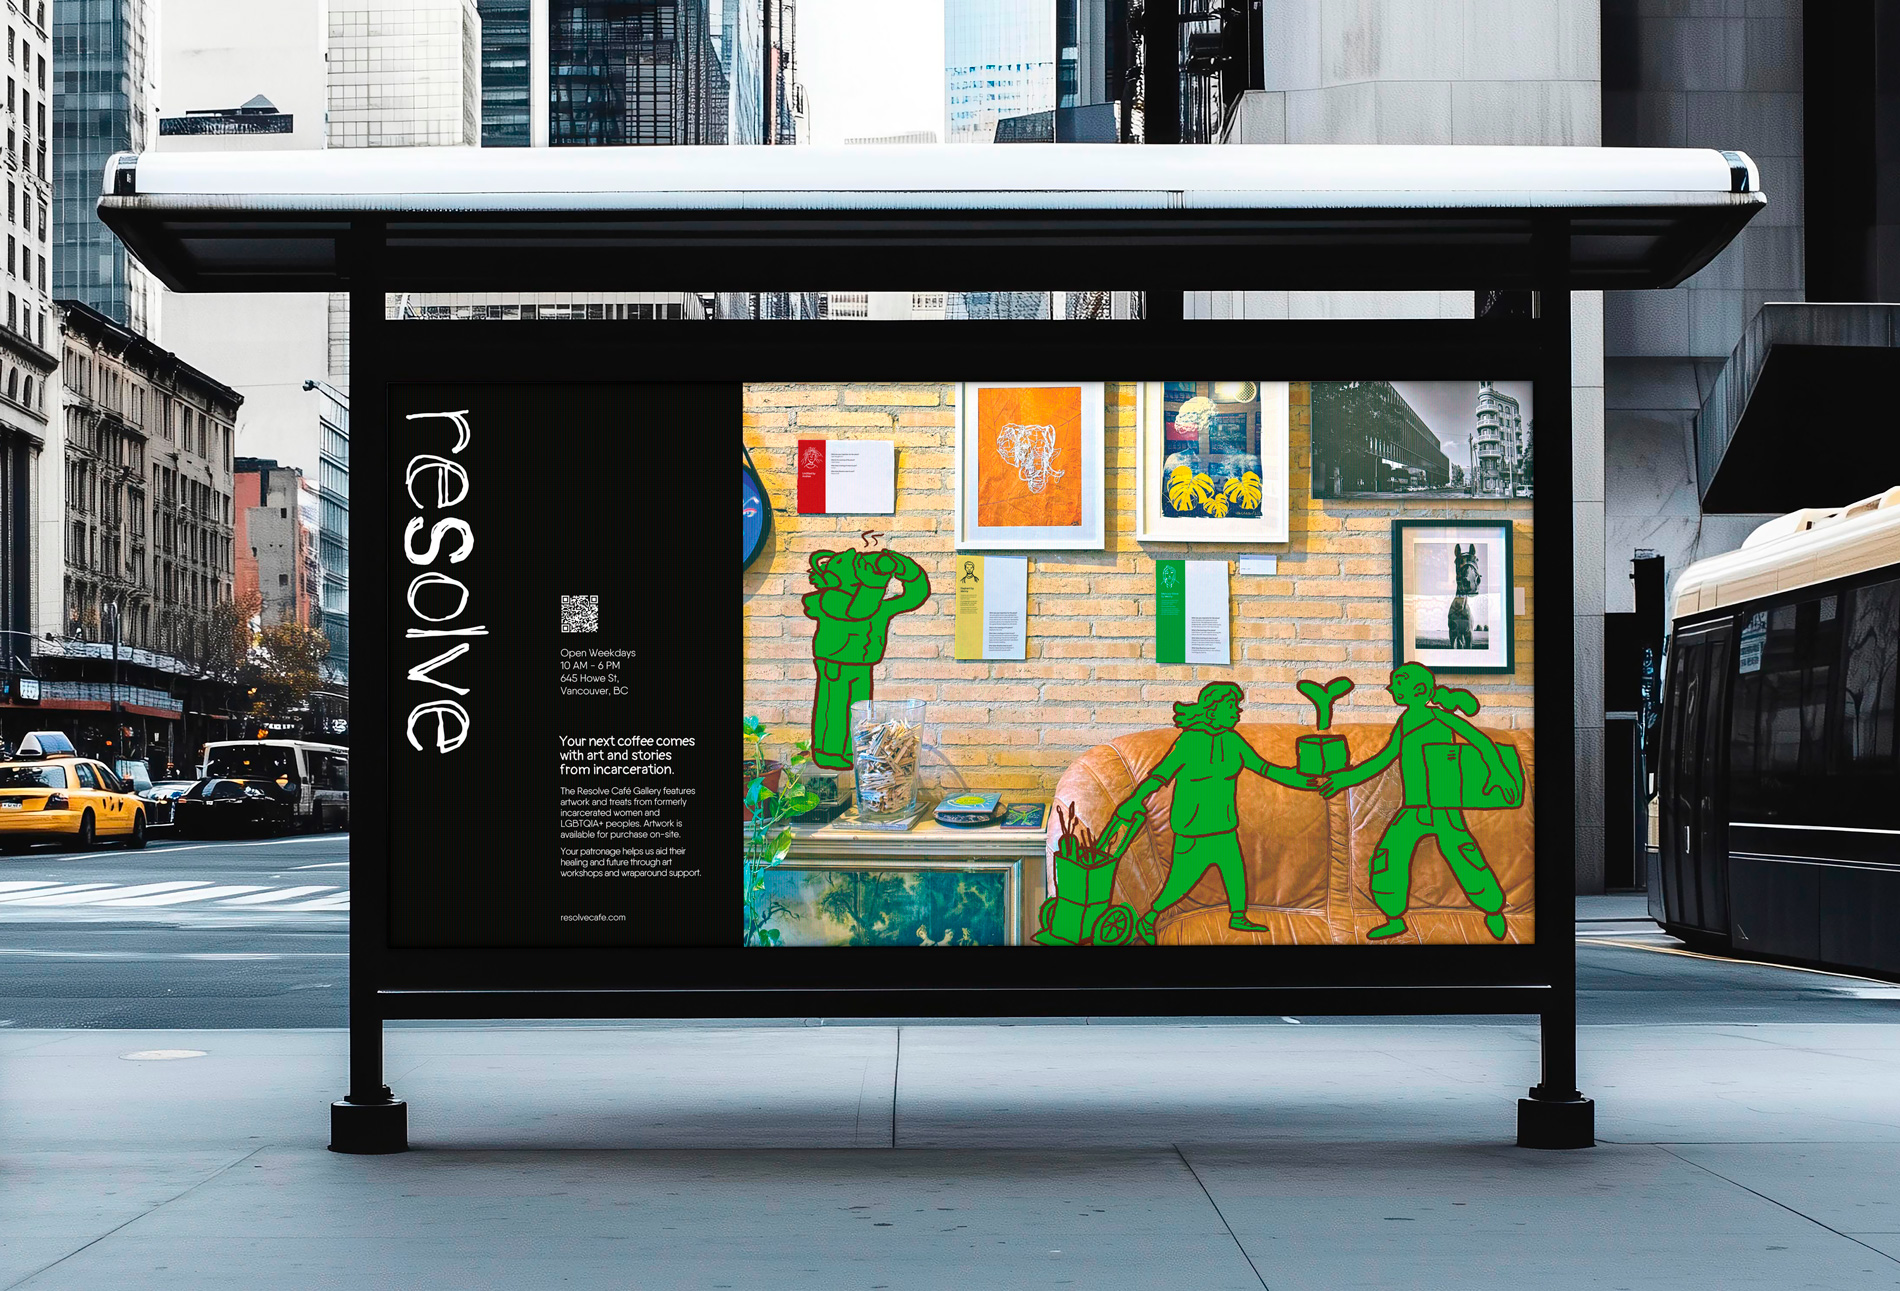 resolve
Open Weekdays
10 AM - 6 PM
645 Howe St,
Vancouver, BC
Your next coffee comes
with art and stories
from incarceration.
The Resolve Café Gallery features
artwork and treats from formerly
incarcerated women and
LGBTQIA+ peoples. Artwork is
available for purchase on-site.
Your patronage helps us aid their
healing and future through art
workshops and wraparound support.
resolvecafe.com